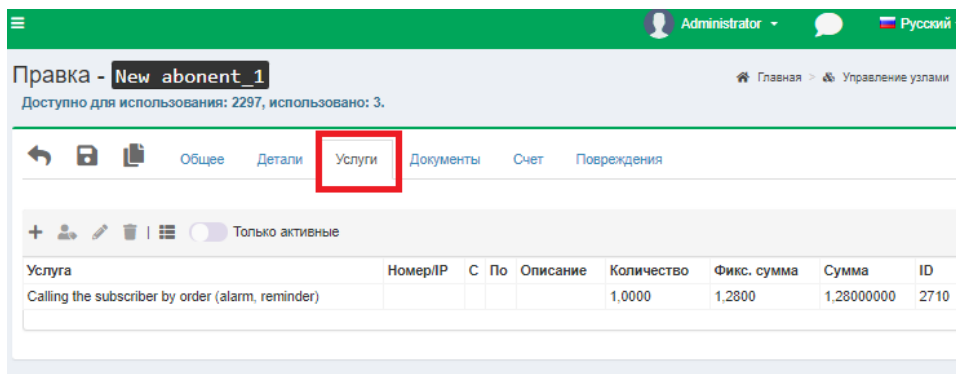 Administrator
Русский
Правка - New abonent_1
Главная > Управление узлами
Доступно для использования: 2297, использовано: 3.
Общее Детали Услуги Документы Счет Повреждения
Только активные
Услуга Номер/IP С По Описание Количество Фикс. сумма Сумма ID
Calling the subscriber by order (alarm, reminder) 1,0000 1,2800 1,28000000 2710